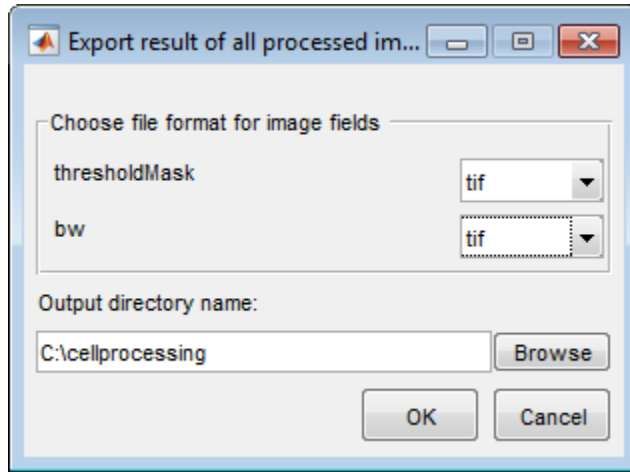 Export result of all processed im...
Choose file format for image fields
thresholdMask
tif
bw
tif
Output directory name:
C:\cellprocessing
Browse
OK
Cancel